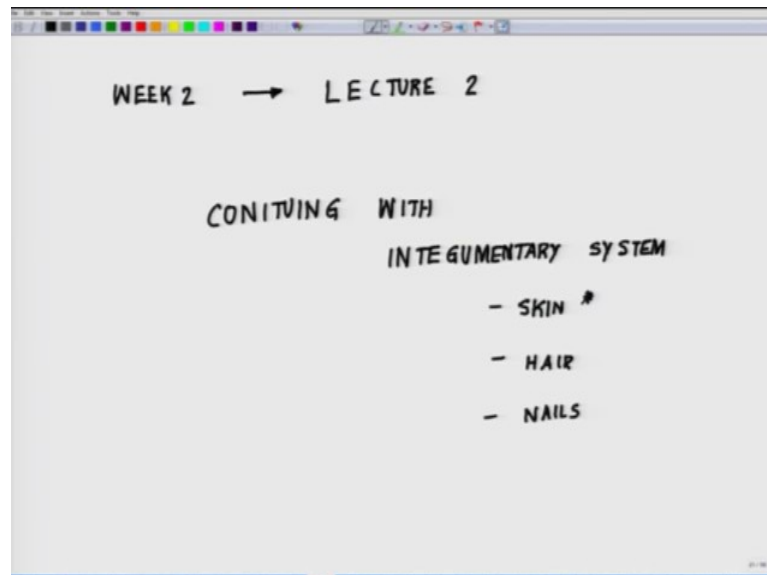 WEEK 2 → LECTURE 2
CONITUING WITH
INTEGUMENTARY SYSTEM
- SKIN *
- HAIR
- NAILS